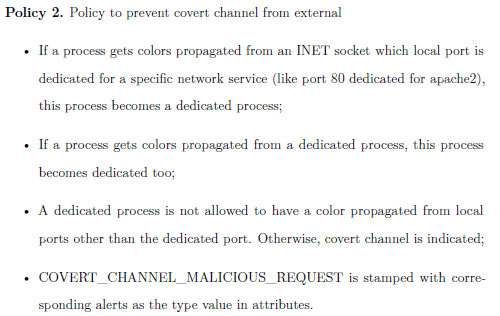 Policy 2. Policy to prevent covert channel from external
• If a process gets colors propagated from an INET socket which local port is
dedicated for a specific network service (like port 80 dedicated for apache2),
this process becomes a dedicated process;
• If a process gets colors propagated from a dedicated process, this process
becomes dedicated too;
• A dedicated process is not allowed to have a color propagated from local
ports other than the dedicated port. Otherwise, covert channel is indicated;
• COVERT_CHANNEL_MALICIOUS_REQUEST is stamped with corre-
sponding alerts as the type value in attributes.